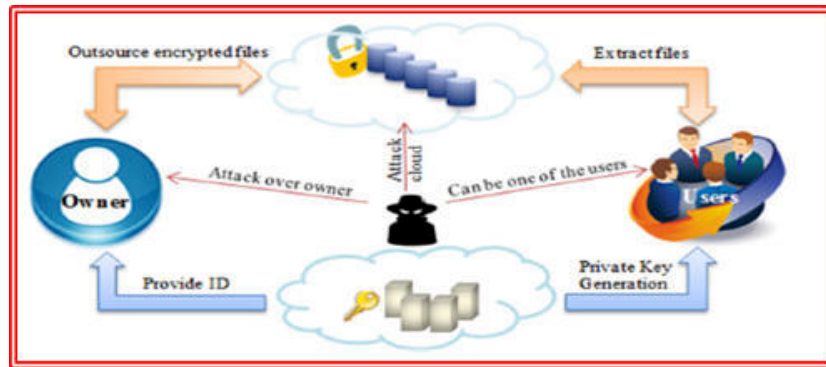 Outsource encrypted files
Extract files
Attack
cloud
Attack over owner
Can be one of the users
Owner
Users
Provide ID
Private Key
Generation